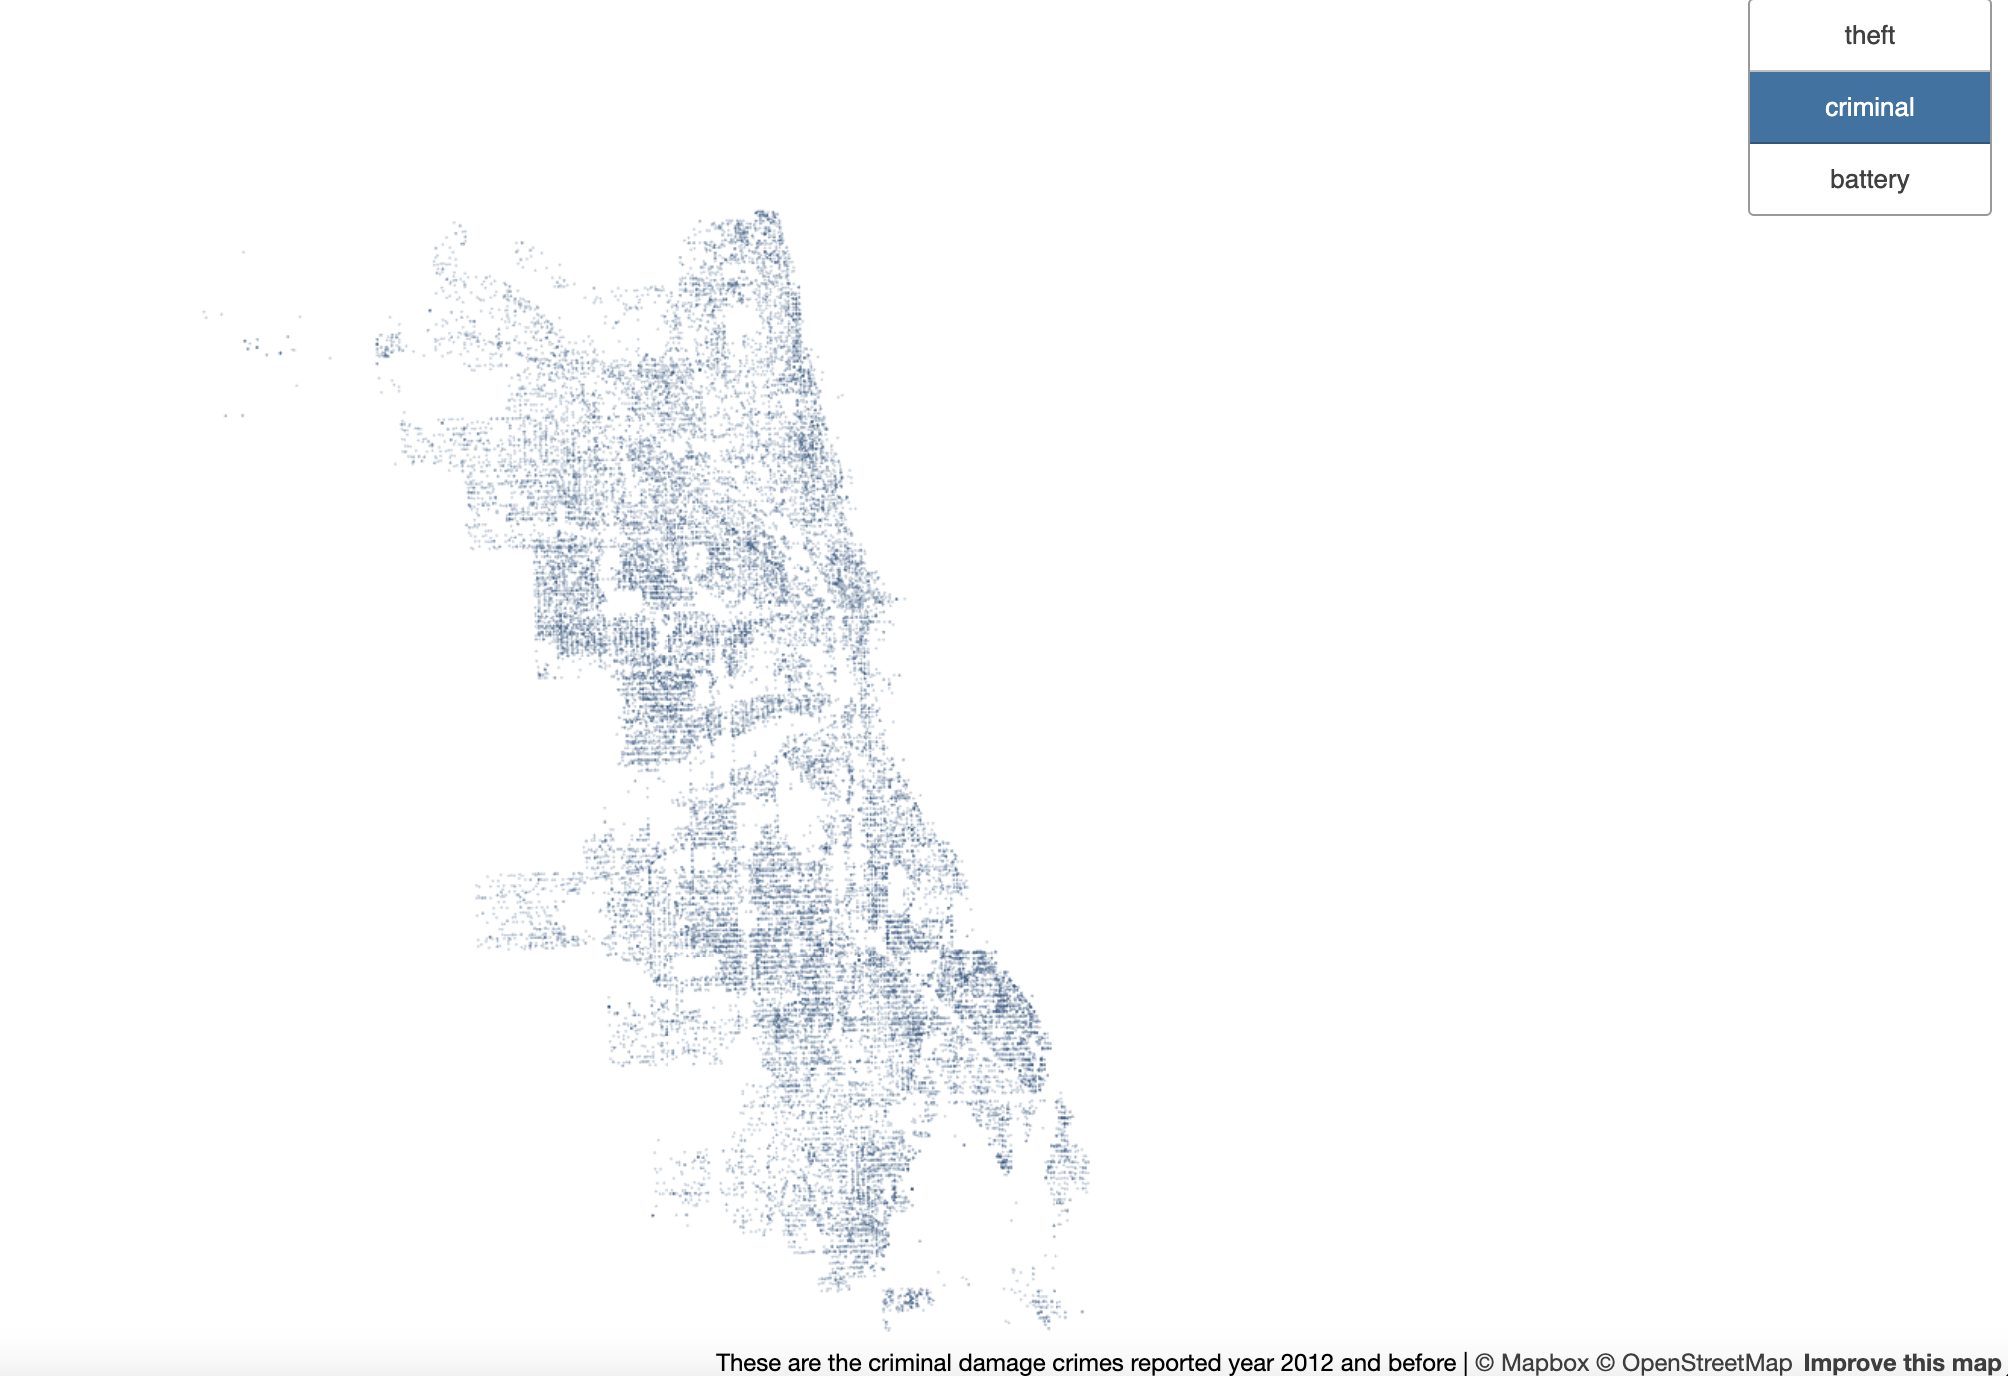 theft
criminal
battery
These are the criminal damage crimes reported year 2012 and before | © Mapbox © OpenStreetMap Improve this map